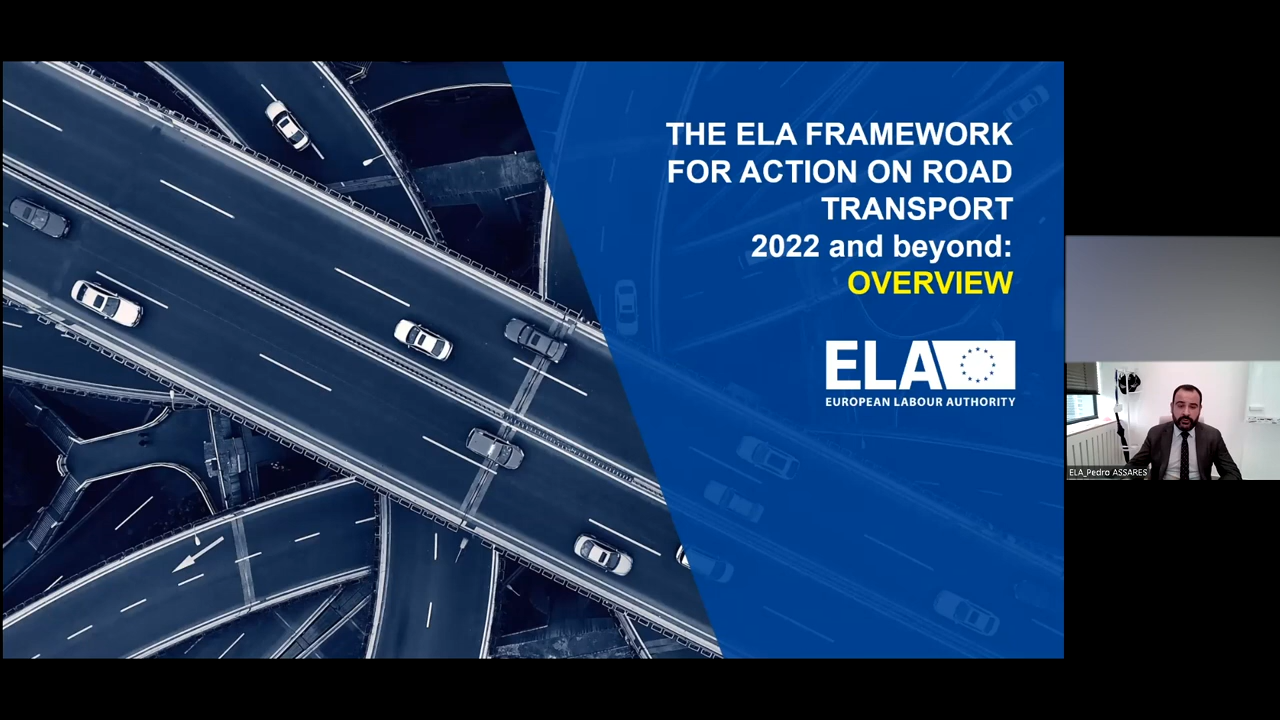 THE ELA FRAMEWORK
FOR ACTION ON ROAD
TRANSPORT
2022 and beyond:
OVERVIEW
ELA
EUROPEAN LABOUR AUTHORITY
ELA_Pedro ASSARES